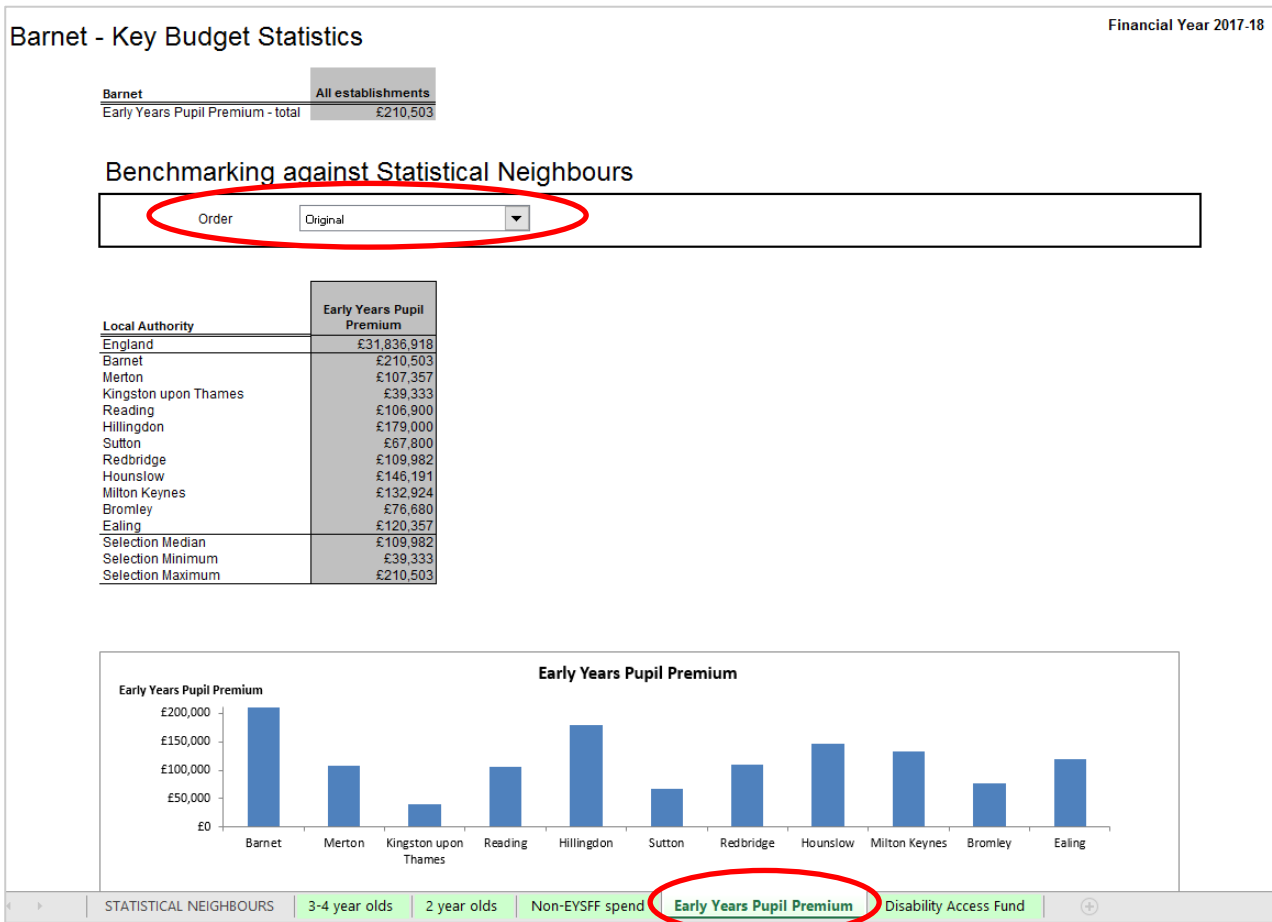 Financial Year 2017-18
Barnet - Key Budget Statistics
Barnet All establishments
Early Years Pupil Premium - total £210,503
Benchmarking against Statistical Neighbours
Order Original
Local Authority Early Years Pupil Premium
England £31,836,918
Barnet £210,503
Merton £107,357
Kingston upon Thames £39,333
Reading £106,900
Hillingdon £179,000
Sutton £67,800
Redbridge £109,982
Hounslow £146,191
Milton Keynes £132,924
Bromley £76,680
Ealing £120,357
Selection Median £109,982
Selection Minimum £39,333
Selection Maximum £210,503
Early Years Pupil Premium
Early Years Pupil Premium
£200,000
£150,000
£100,000
£50,000
£0
Barnet Merton Kingston upon Thames Reading Hillingdon Sutton Redbridge Hounslow Milton Keynes Bromley Ealing
STATISTICAL NEIGHBOURS 3-4 year olds 2 year olds Non-EYSFF spend Early Years Pupil Premium Disability Access Fund